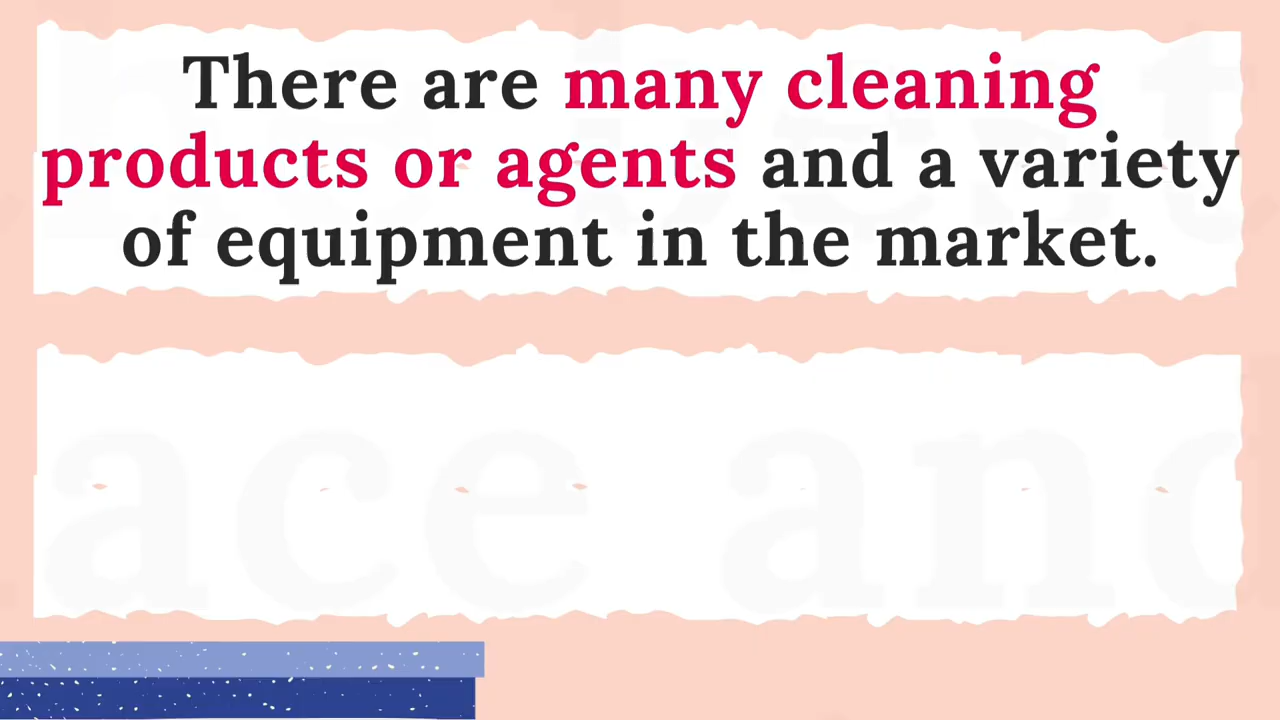 There are many cleaning
products or agents and a variety
of equipment in the market.